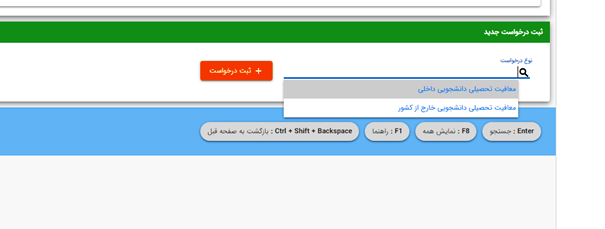 ثبت درخواست جدید
نوع درخواست
+ ثبت درخواست
معافیت تحصیلی دانشجویی داخلی
معافیت تحصیلی دانشجویی خارج از کشور
Enter : جستجو
F8 : نمایش همه
F1 : راهنما
Ctrl + Shift + Backspace : بازگشت به صفحه قبل